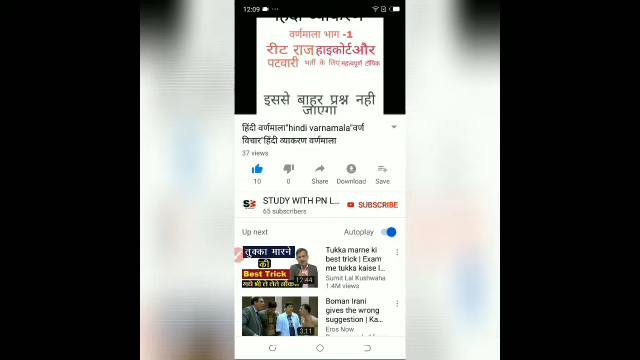 12:09
हिंदी व्याकरण
वर्णमाला भाग -1
रीट राज हाइकोर्टऔर
पटवारी भर्ती के लिए महत्वपूर्ण टॉपिक
इससे बाहर प्रश्न नही
जाएगा
हिंदी वर्णमाला"hindi varnamala"वर्ण
विचार'हिंदी व्याकरण वर्णमाला
37 views
10
0
Share
Download
Save
STUDY WITH PN L...
65 subscribers
SUBSCRIBE
Up next
Autoplay
तुक्का मारने
की
Best Trick
12:44
Tukka marne ki
best trick | Exam
me tukka kaise l...
Sumit Lal Kushwaha
1.4M views
3:11
Boman Irani
gives the wrong
suggestion | Ka...
Eros Now